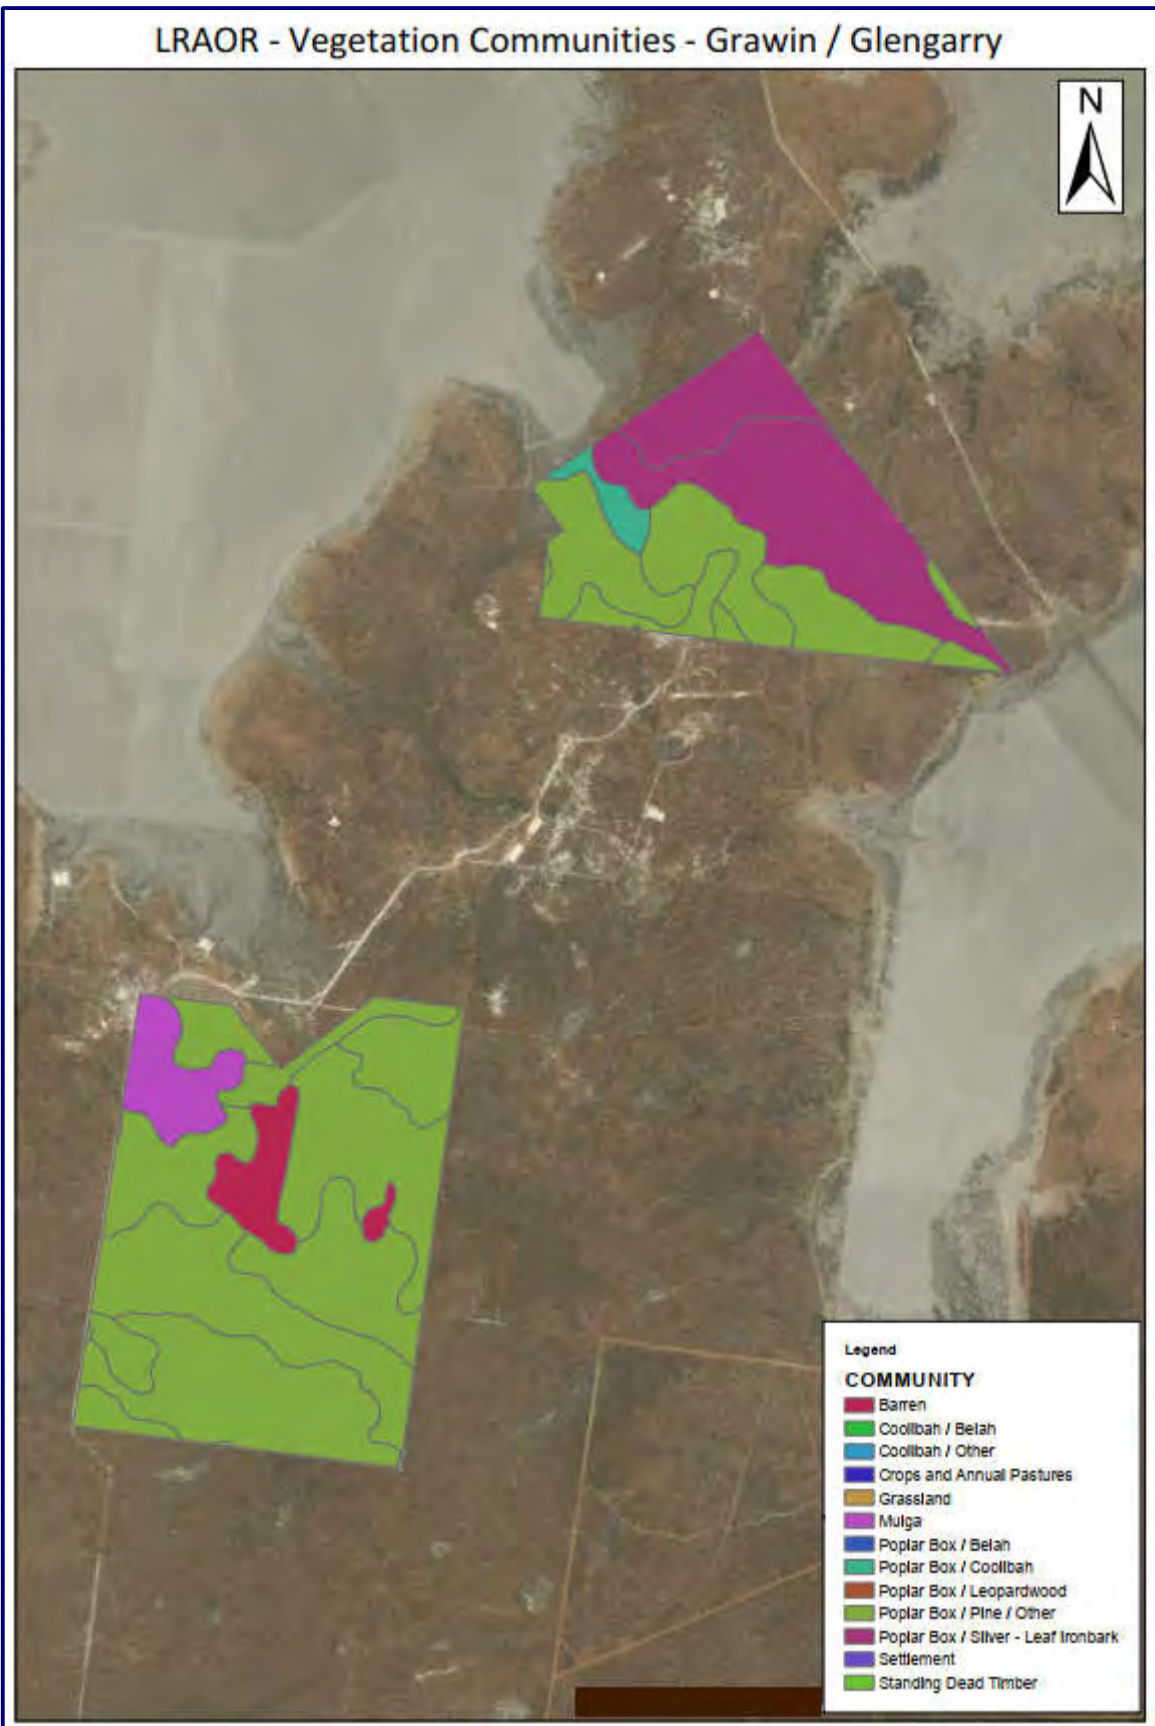 LRAOR - Vegetation Communities - Grawin / Glengarry
N
Legend
COMMUNITY
Barren
Coolibah / Belah
Coolibah / Other
Crops and Annual Pastures
Grassland
Mulga
Poplar Box / Belah
Poplar Box / Coolibah
Poplar Box / Leopardwood
Poplar Box / Pine / Other
Poplar Box / Silver - Leaf Ironbark
Settlement
Standing Dead Timber